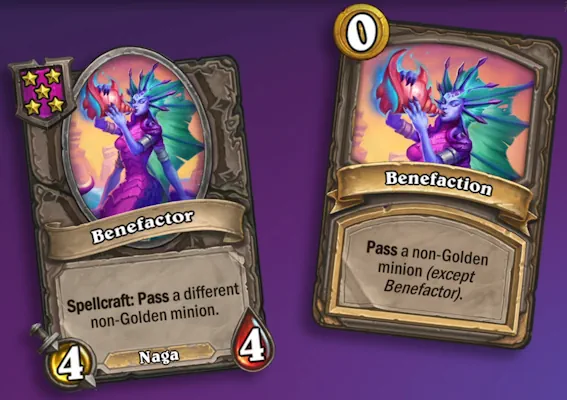 Benefactor
Spellcraft: Pass a different
non-Golden minion.
4
Naga
4
0
Benefaction
Pass a non-Golden
minion (except
Benefactor).